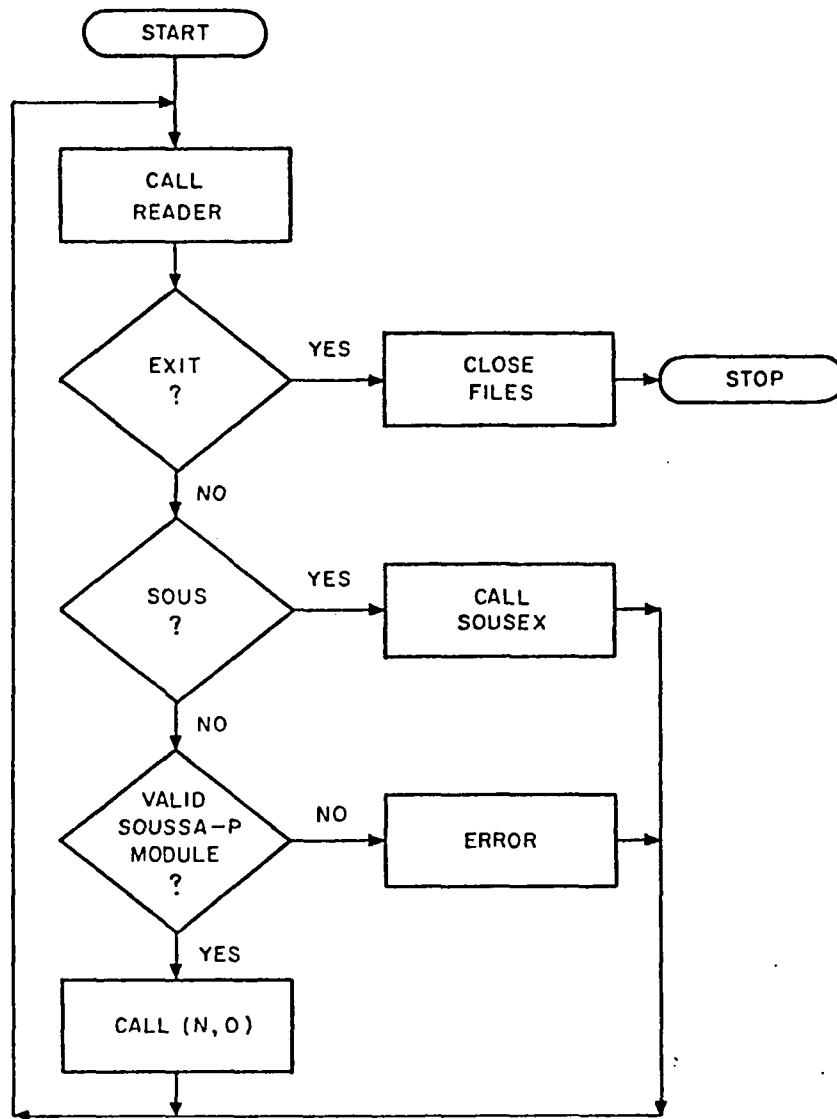 START
CALL
READER
EXIT
?
YES
CLOSE
FILES
STOP
NO
SOUS
?
YES
CALL
SOUSEX
NO
VALID
SOUSSA-P
MODULE
?
NO
ERROR
YES
CALL (N,O)